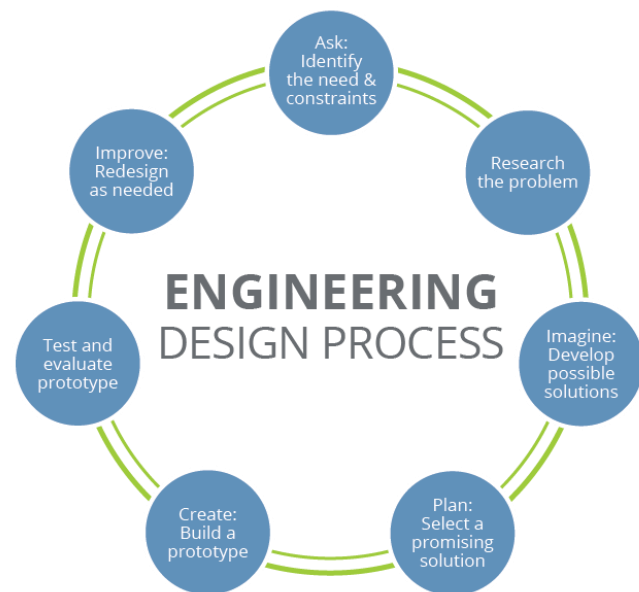 Ask:
Identify
the need &
constraints
Research
the problem
Imagine:
Develop
possible
solutions
Plan:
Select a
promising
solution
Create:
Build a
prototype
Test and
evaluate
prototype
Improve:
Redesign
as needed
ENGINEERING
DESIGN PROCESS